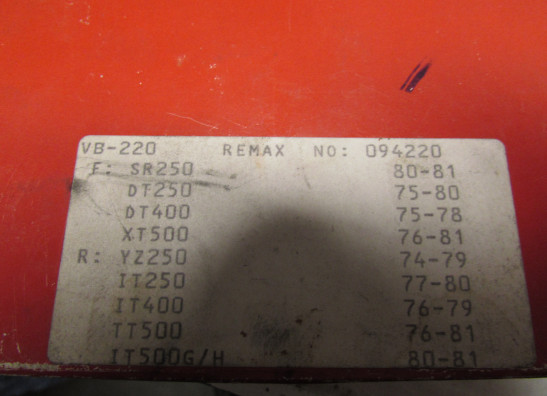 VB-220 REMAX NO: 094220
F: SR250 80-81
DT250 75-80
DT400 75-78
XT500 76-81
R: YZ250 74-79
IT250 77-80
IT400 76-79
TT500 76-81
IT500G/H 80-81